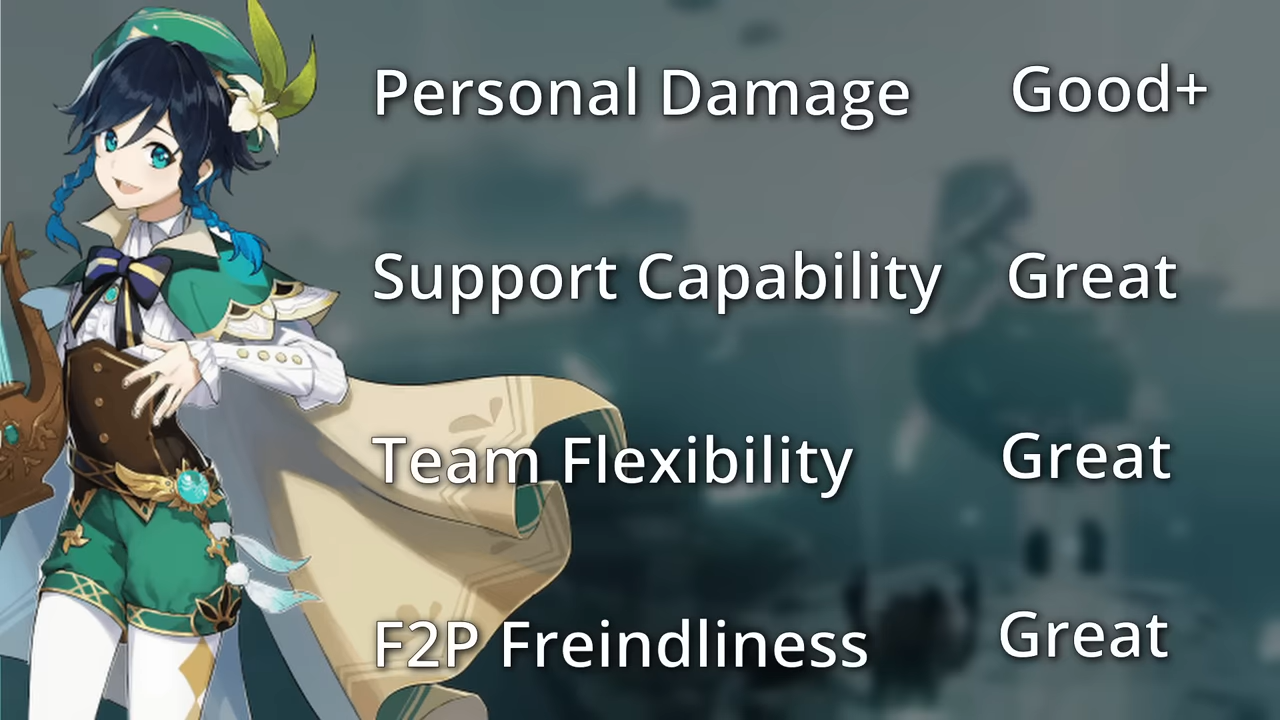 Personal Damage Good+
Support Capability Great
Team Flexibility Great
F2P Freindliness Great